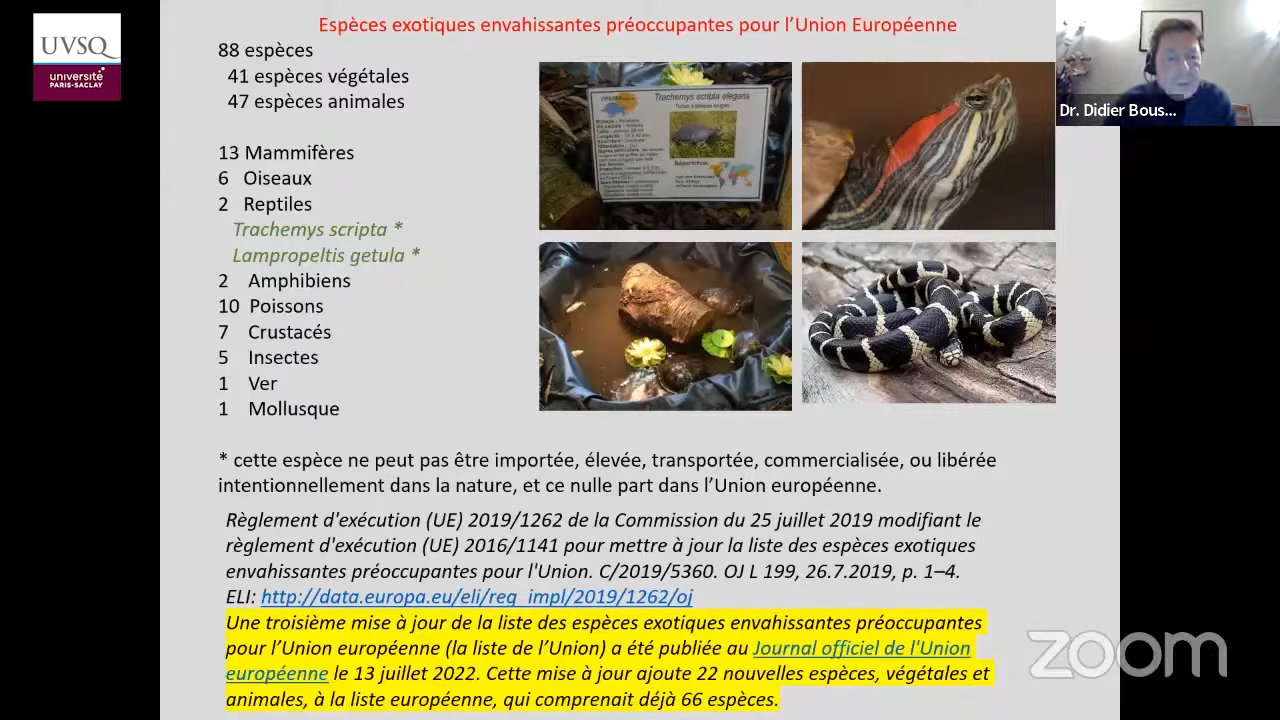 Espèces exotiques envahissantes préoccupantes pour l’Union Européenne
UVSQ
université
PARIS-SACLAY
88 espèces
41 espèces végétales
47 espèces animales
13 Mammifères
6 Oiseaux
2 Reptiles
Trachemys scripta *
Lampropeltis getula *
2 Amphibiens
10 Poissons
7 Crustacés
5 Insectes
1 Ver
1 Mollusque
Trachemys scripta elegans
Répartition
Dr. Didier Bous...
* cette espèce ne peut pas être importée, élevée, transportée, commercialisée, ou libérée
intentionnellement dans la nature, et ce nulle part dans l’Union européenne.
Règlement d'exécution (UE) 2019/1262 de la Commission du 25 juillet 2019 modifiant le
règlement d'exécution (UE) 2016/1141 pour mettre à jour la liste des espèces exotiques
envahissantes préoccupantes pour l'Union. C/2019/5360. OJ L 199, 26.7.2019, p. 1–4.
ELI: http://data.europa.eu/eli/reg_impl/2019/1262/oj
Une troisième mise à jour de la liste des espèces exotiques envahissantes préoccupantes
pour l’Union européenne (la liste de l’Union) a été publiée au Journal officiel de l'Union
européenne le 13 juillet 2022. Cette mise à jour ajoute 22 nouvelles espèces, végétales et
animales, à la liste européenne, qui comprenait déjà 66 espèces.
zoom